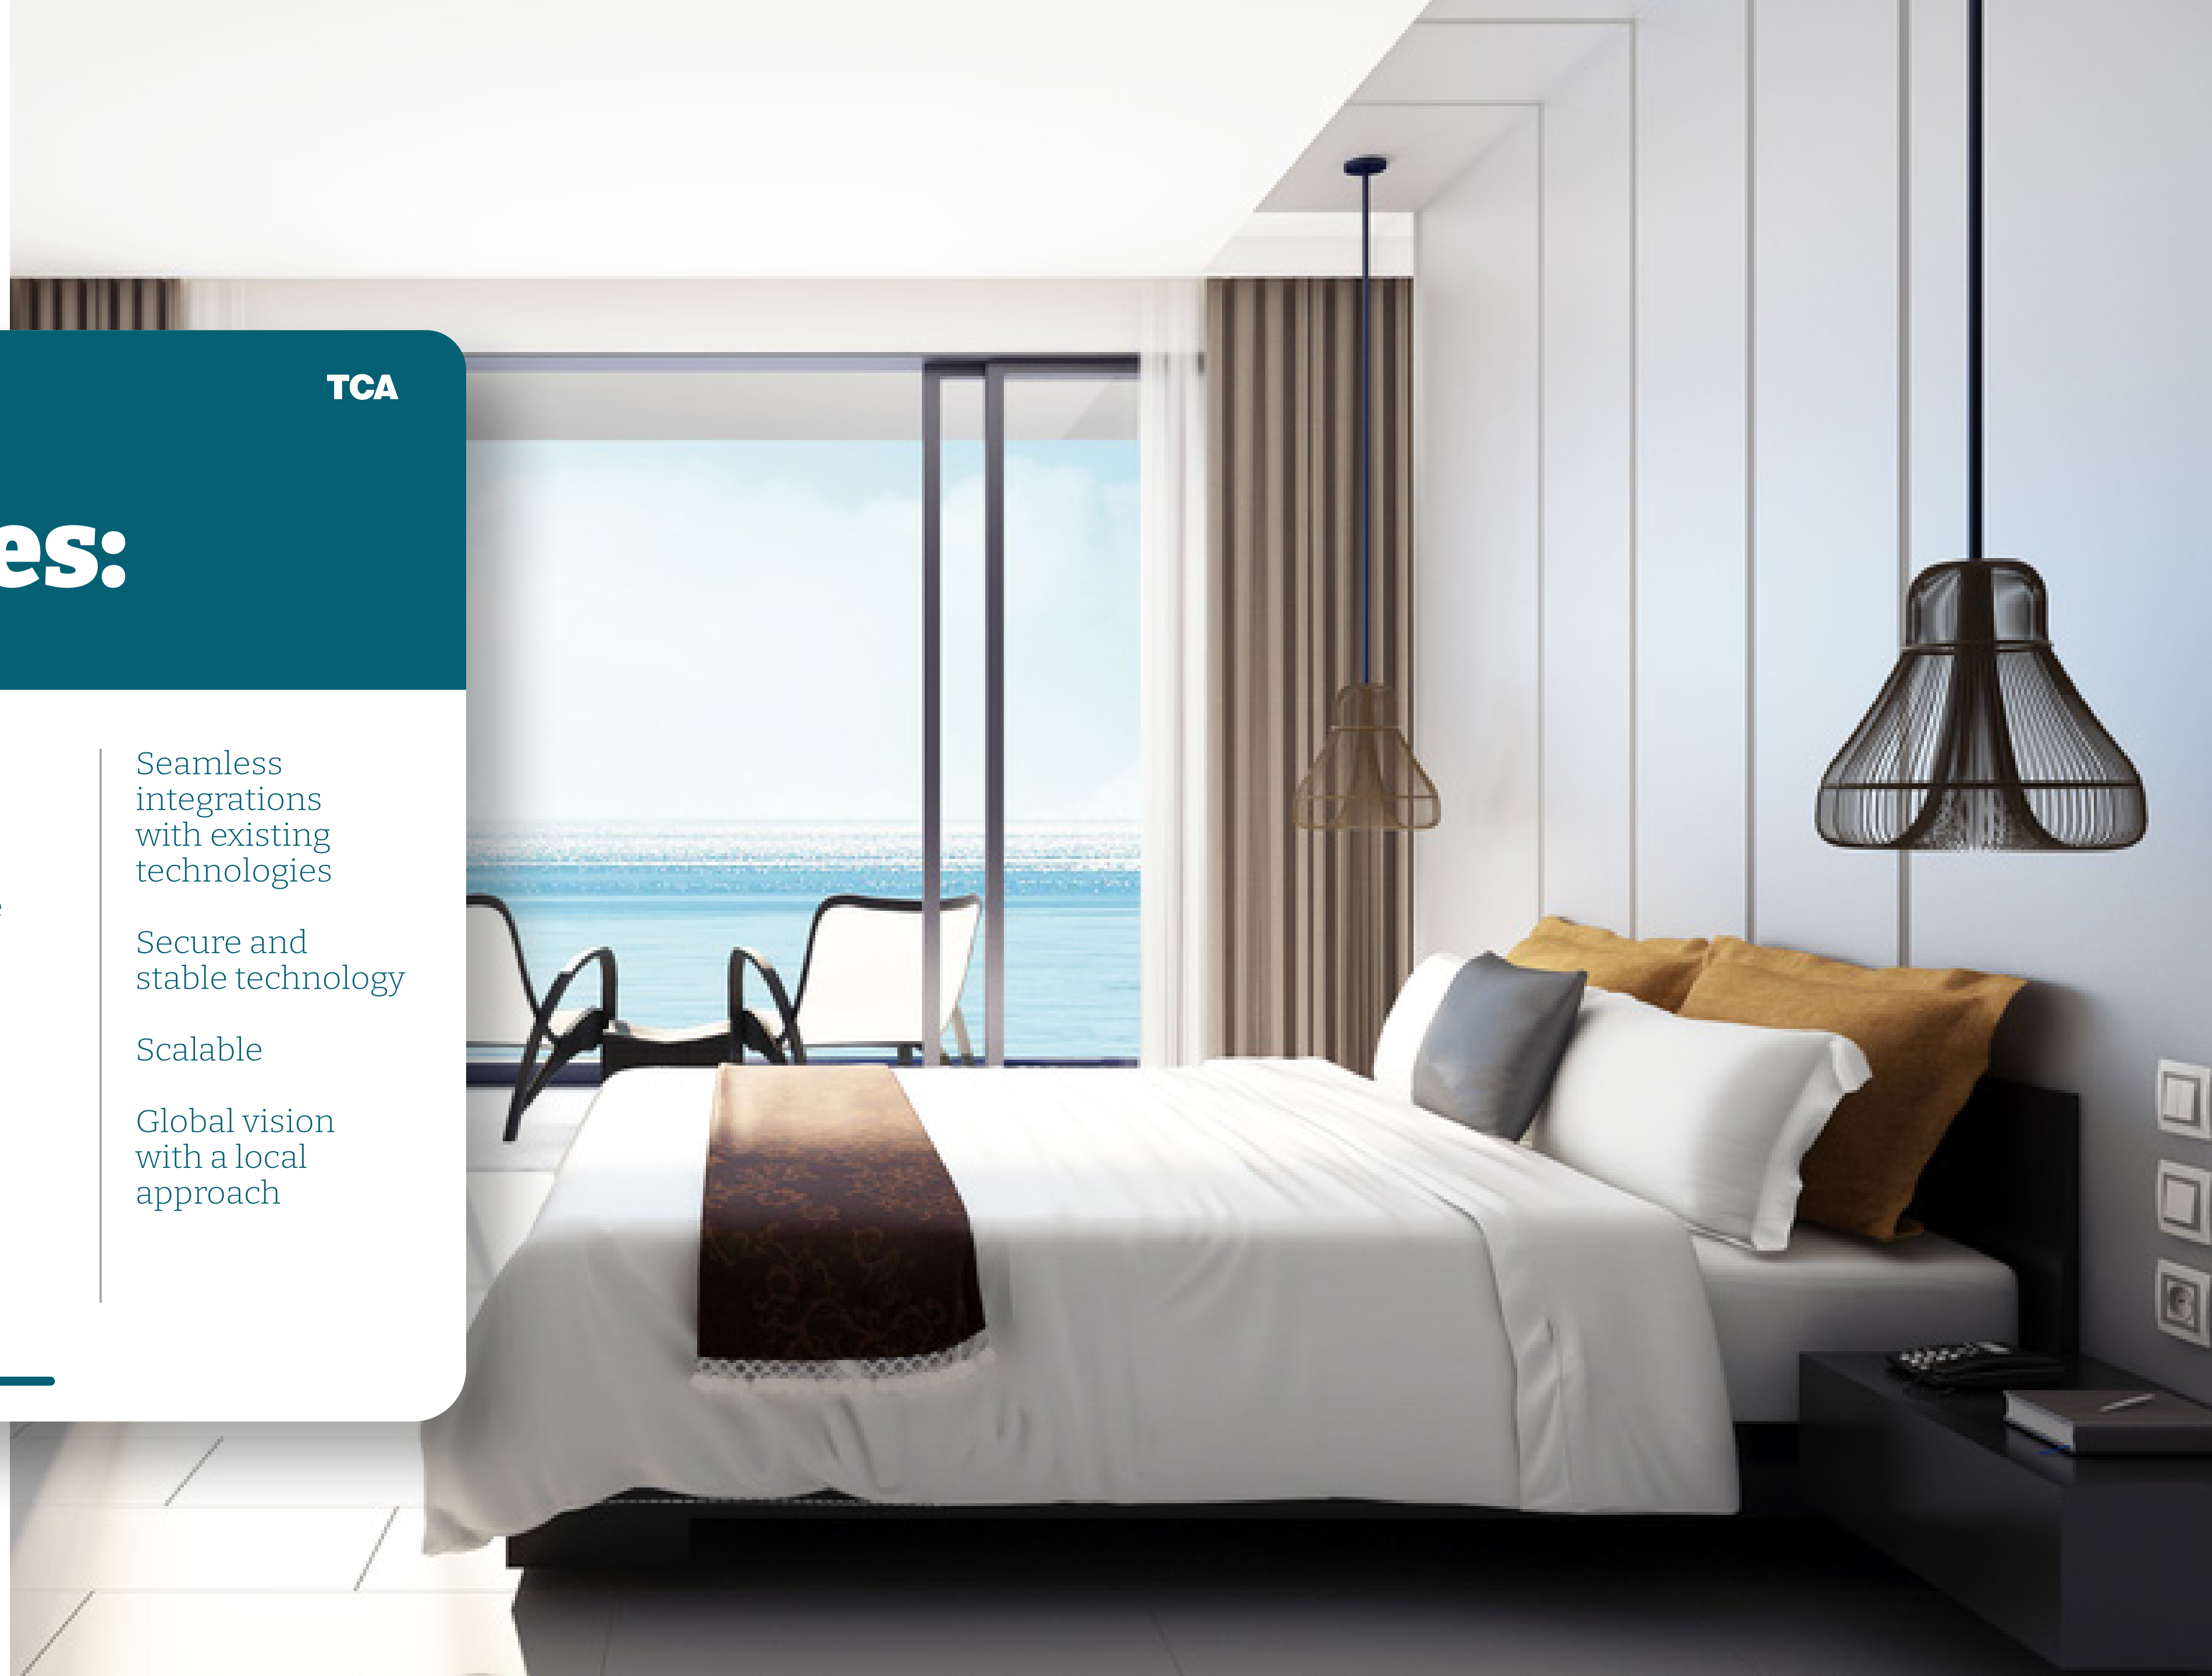 TCA
es:
Seamless
integrations
with existing
technologies
e
Secure and
stable technology
Scalable
Global vision
with a local
approach